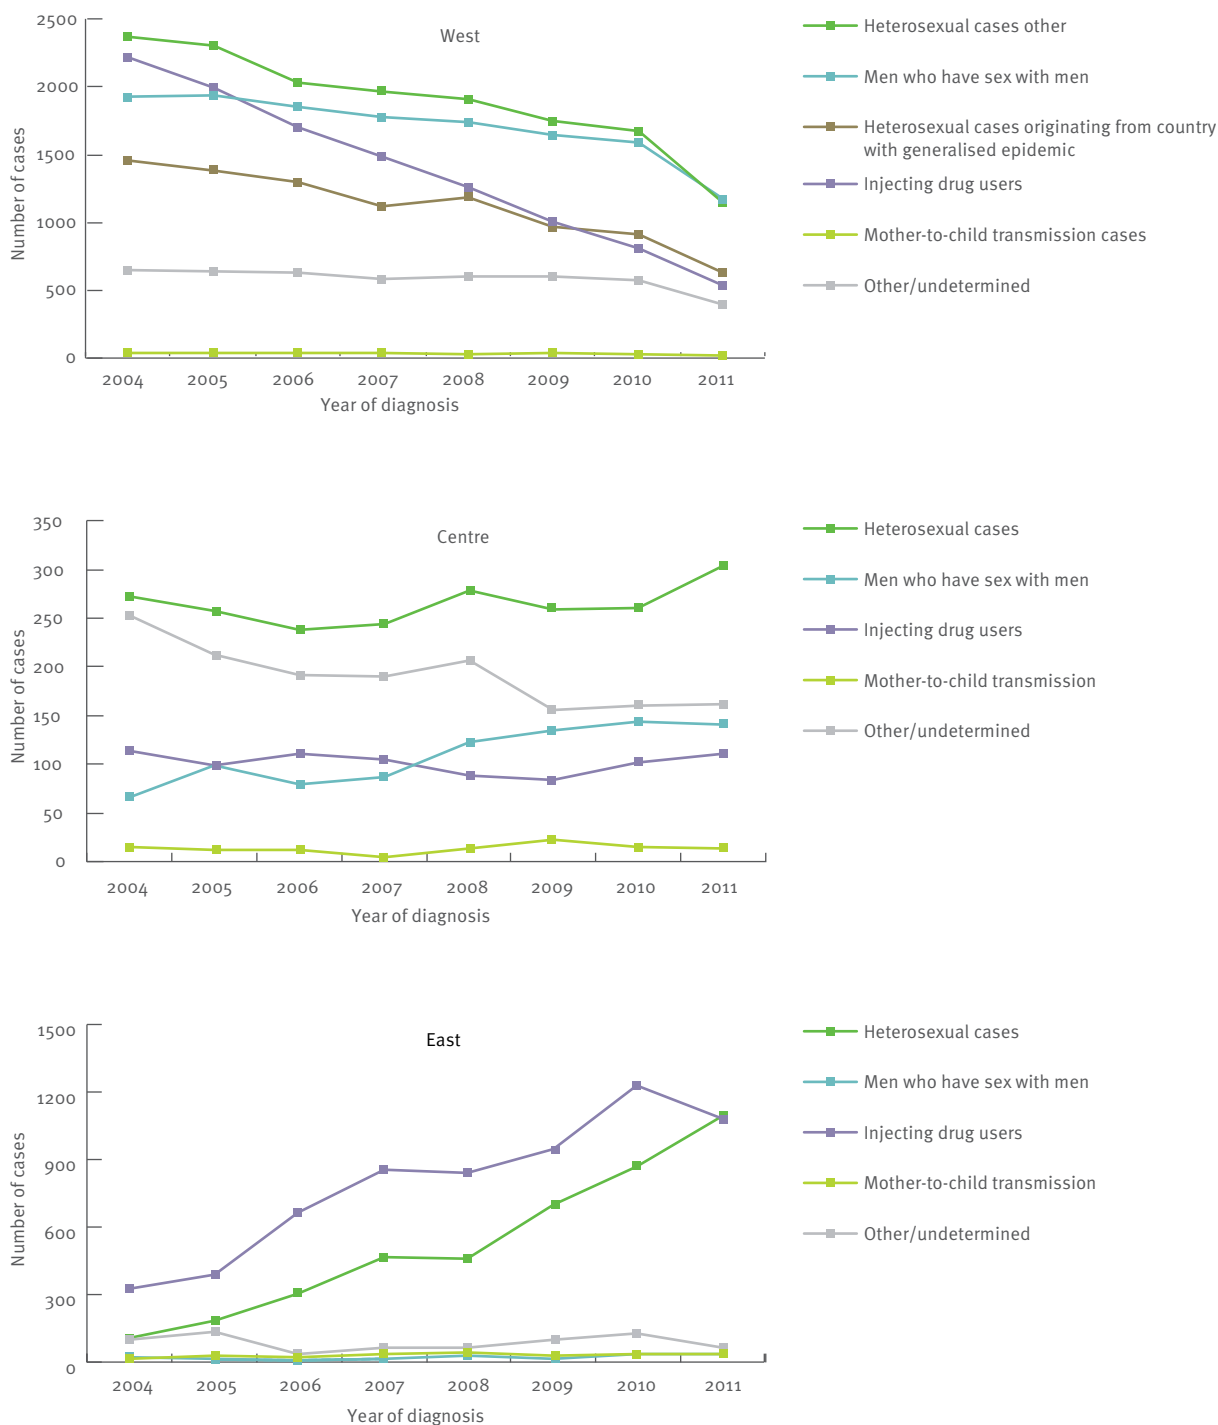 West
Number of cases
2500
2000
1500
1000
500
0
2004 2005 2006 2007 2008 2009 2010 2011
Year of diagnosis
Heterosexual cases other
Men who have sex with men
Heterosexual cases originating from country
with generalised epidemic
Injecting drug users
Mother-to-child transmission cases
Other/undetermined
Centre
Number of cases
350
300
250
200
150
100
50
0
2004 2005 2006 2007 2008 2009 2010 2011
Year of diagnosis
Heterosexual cases
Men who have sex with men
Injecting drug users
Mother-to-child transmission
Other/undetermined
East
Number of cases
1500
1200
900
600
300
0
2004 2005 2006 2007 2008 2009 2010 2011
Year of diagnosis
Heterosexual cases
Men who have sex with men
Injecting drug users
Mother-to-child transmission
Other/undetermined